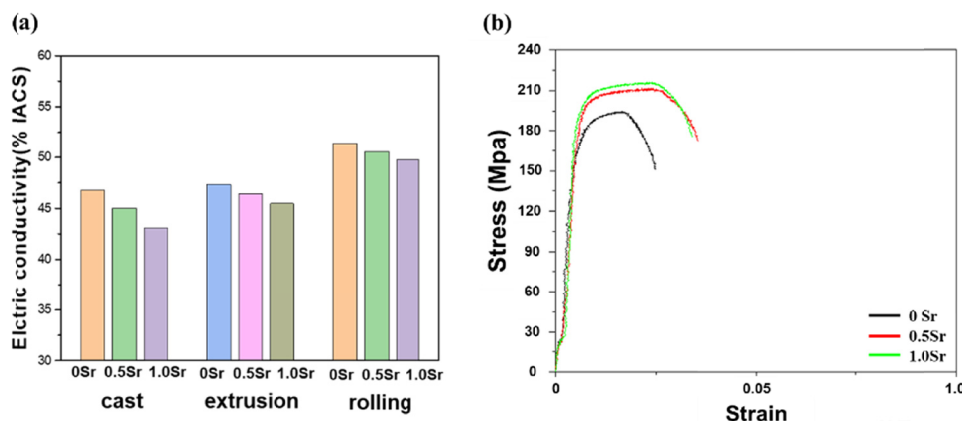 (a)
Elctric conductivity(% IACS)
60
55
50
45
40
35
30
0Sr 0.5Sr 1.0Sr 0Sr 0.5Sr 1.0Sr 0Sr 0.5Sr 1.0Sr
cast extrusion rolling
(b)
Stress (Mpa)
240
210
180
150
120
90
60
30
0
0 0.05 1.0
Strain
0 Sr
0.5Sr
1.0Sr